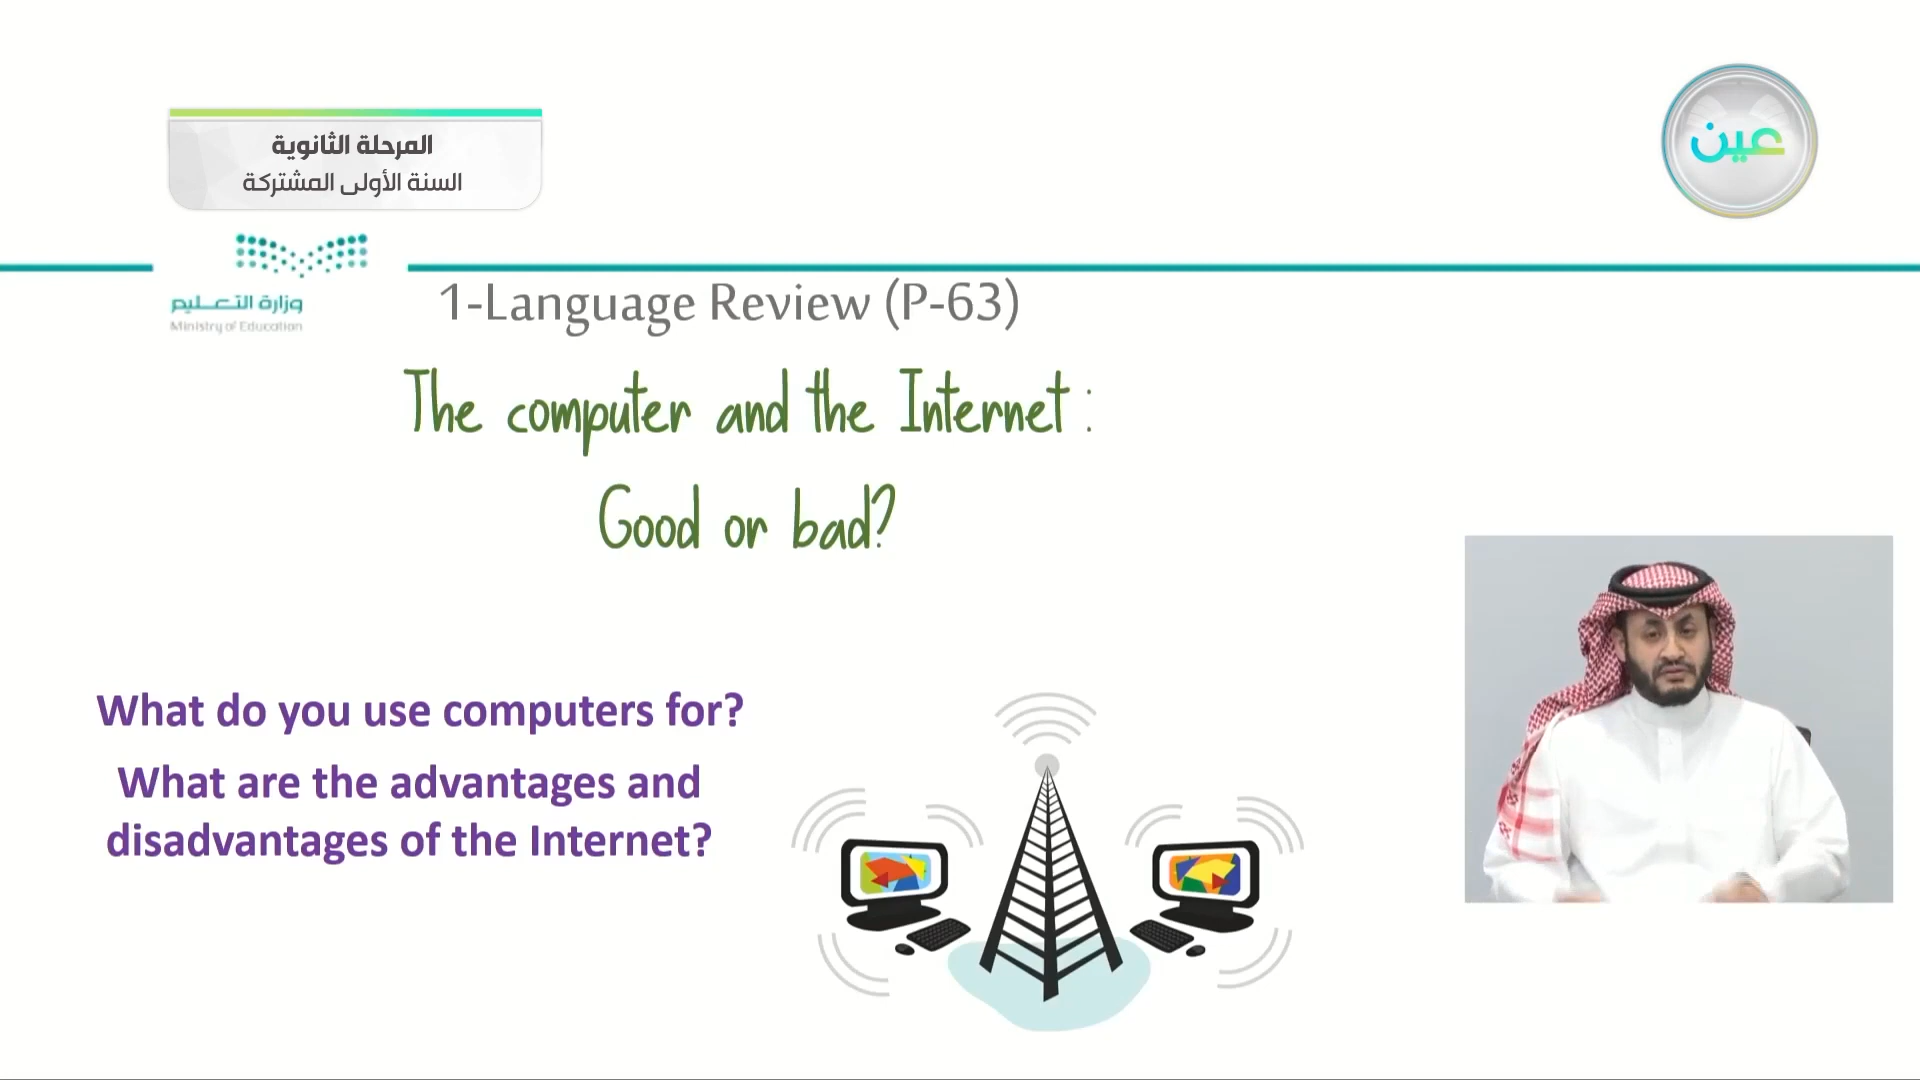 المرحلة الثانوية
السنة الأولى المشتركة
عين
وزارة التعـليم
Ministry of Education
1-Language Review (P-63)
The computer and the Internet :
Good or bad?
What do you use computers for?
What are the advantages and
disadvantages of the Internet?